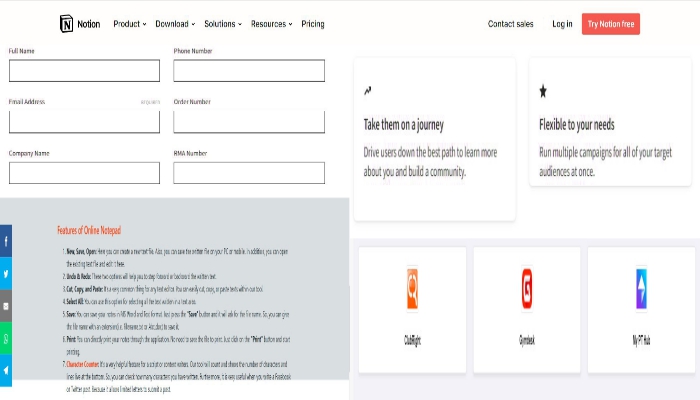 Notion
Product
Download
Solutions
Resources
Pricing
Contact sales
Log in
Try Notion free
Full Name
Phone Number
Email Address
Order Number
Company Name
RMA Number
Take them on a journey
Drive users down the best path to learn more
about you and build a community.
Flexible to your needs
Run multiple campaigns for all of your target
audiences at once.
Features of Online Notepad
1. New, Save, Open: Here you can create a new text file. Also, you can save the written file on your PC or mobile. In addition, you can open
the existing text file and edit it here.
2. Undo & Redo: These two options will help you to step forward or backward the written text.
3. Cut, Copy, and Paste: It's a very common thing for any text editor. You can easily cut, copy, or paste texts within our tool.
4. Select All: You can use this option for selecting all the text written in a text area.
5. Save: You can save your notes in MS Word and Text format. Just press the "Save" button and it will ask for the file name. So, you can give
the file name with an extension(i.e. filename.txt or .doc/.docx) to save it.
6. Print: You can directly print your notes through the application. No need to save the file to print. Just click on the "Print" button and start
printing.
7. Character Counter: It's a very helpful feature for a script or content writers. Our tool will count and show the number of characters and
lines live at the bottom. So, you can check how many characters you have written. Furthermore, it is very useful when you write a Facebook
or Twitter post. Because it allows limited letters to submit a post.
ClubRight
Gymdesk
My PT Hub